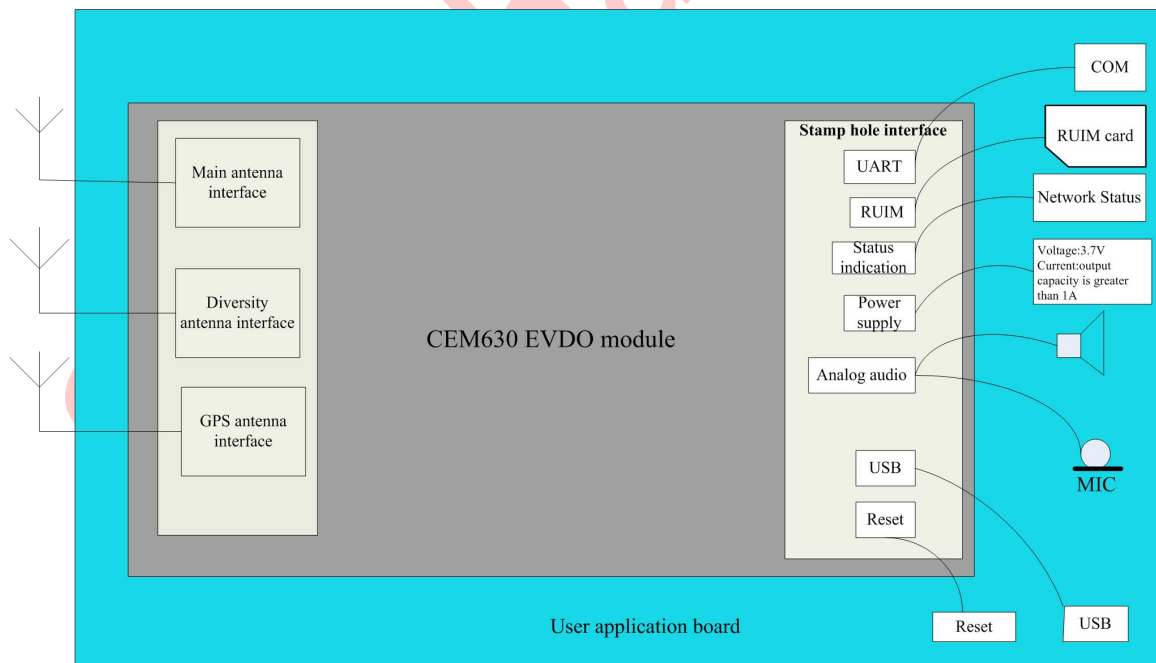 COM
Stamp hole interface
RUIM card
Main antenna
interface
UART
RUIM
Network Status
Status
indication
Voltage:3.7V
Current:output
capacity is greater
than 1A
Diversity
antenna interface
Power
supply
CEM630 EVDO module
Analog audio
GPS antenna
interface
USB
MIC
Reset
User application board
Reset
USB